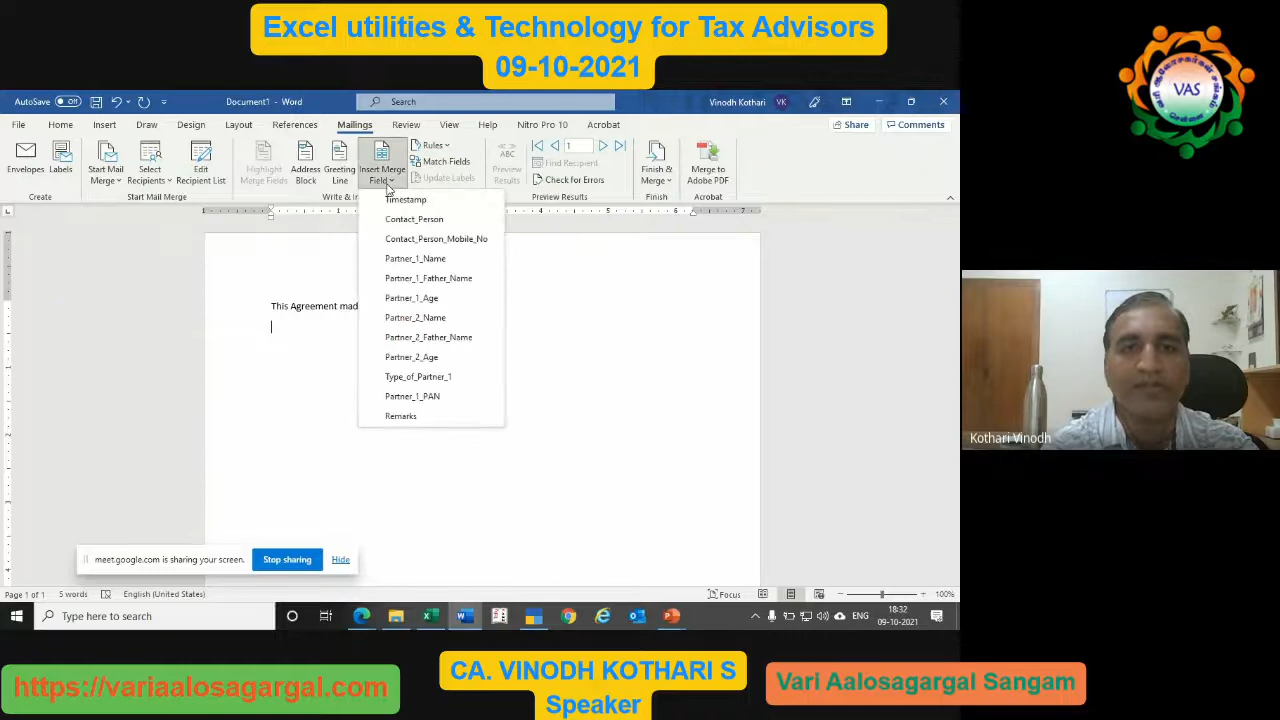 Excel utilities & Technology for Tax Advisors
09-10-2021
VAS
AutoSave Off
Document1 - Word
Search
Vinodh Kothari VK
File Home Insert Draw Design Layout References Mailings Review View Help Nitro Pro 10 Acrobat
Share Comments
Envelopes Labels
Start Mail Merge
Select Recipients
Edit Recipient List
Highlight Merge Fields
Address Block
Greeting Line
Insert Merge Field
Rules
Match Fields
Update Labels
ABC
Preview Results
1
Find Recipient
Check for Errors
Finish & Merge
Merge to Adobe PDF
Create Start Mail Merge Write & I Preview Results Finish Acrobat
Timestamp
Contact_Person
Contact_Person_Mobile_No
Partner_1_Name
Partner_1_Father_Name
Partner_1_Age
Partner_2_Name
Partner_2_Father_Name
Partner_2_Age
Type_of_Partner_1
Partner_1_PAN
Remarks
This Agreement mad
Kothari Vinodh
meet.google.com is sharing your screen. Stop sharing Hide
Page 1 of 1 5 words English (United States) Focus 100%
Type here to search
ENG
18:32
09-10-2021
https://variaalosagargal.com
CA. VINODH KOTHARI S
Speaker
Vari Aalosagargal Sangam